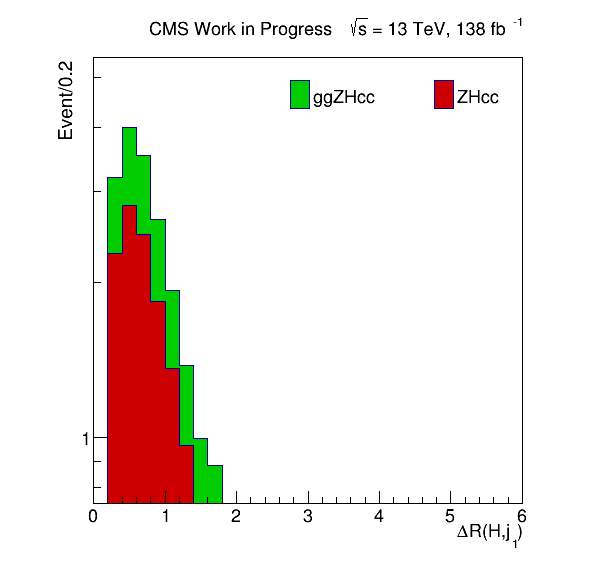 CMS Work in Progress √s = 13 TeV, 138 fb⁻¹
Event/0.2
ggZHcc ZHcc
1
0 1 2 3 4 5 6
ΔR(H,j₁)